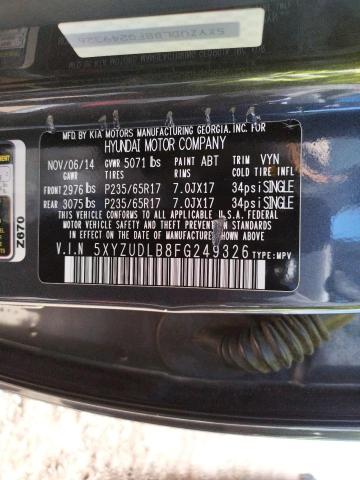 5XYZUDLB8FG249326
MFD. BY KIA MOTORS MANUFACTURING GEORGIA, INC. FOR
HYUNDAI MOTOR COMPANY
NOV/06/14 GVWR 5071 lbs PAINT ABT TRIM VYN
GAWR TIRES RIMS COLD TIRE INFL
FRONT 2976 lbs P235/65R17 7.0JX17 34psi SINGLE
REAR 3075 lbs P235/65R17 7.0JX17 34psi SINGLE
THIS VEHICLE CONFORMS TO ALL APPLICABLE U.S.A. FEDERAL
MOTOR VEHICLE SAFETY AND THEFT PREVENTION STANDARDS
IN EFFECT ON THE DATE OF MANUFACTURE SHOWN ABOVE.
V.I.N 5XYZUDLB8FG249326
TYPE:MPV
Z670